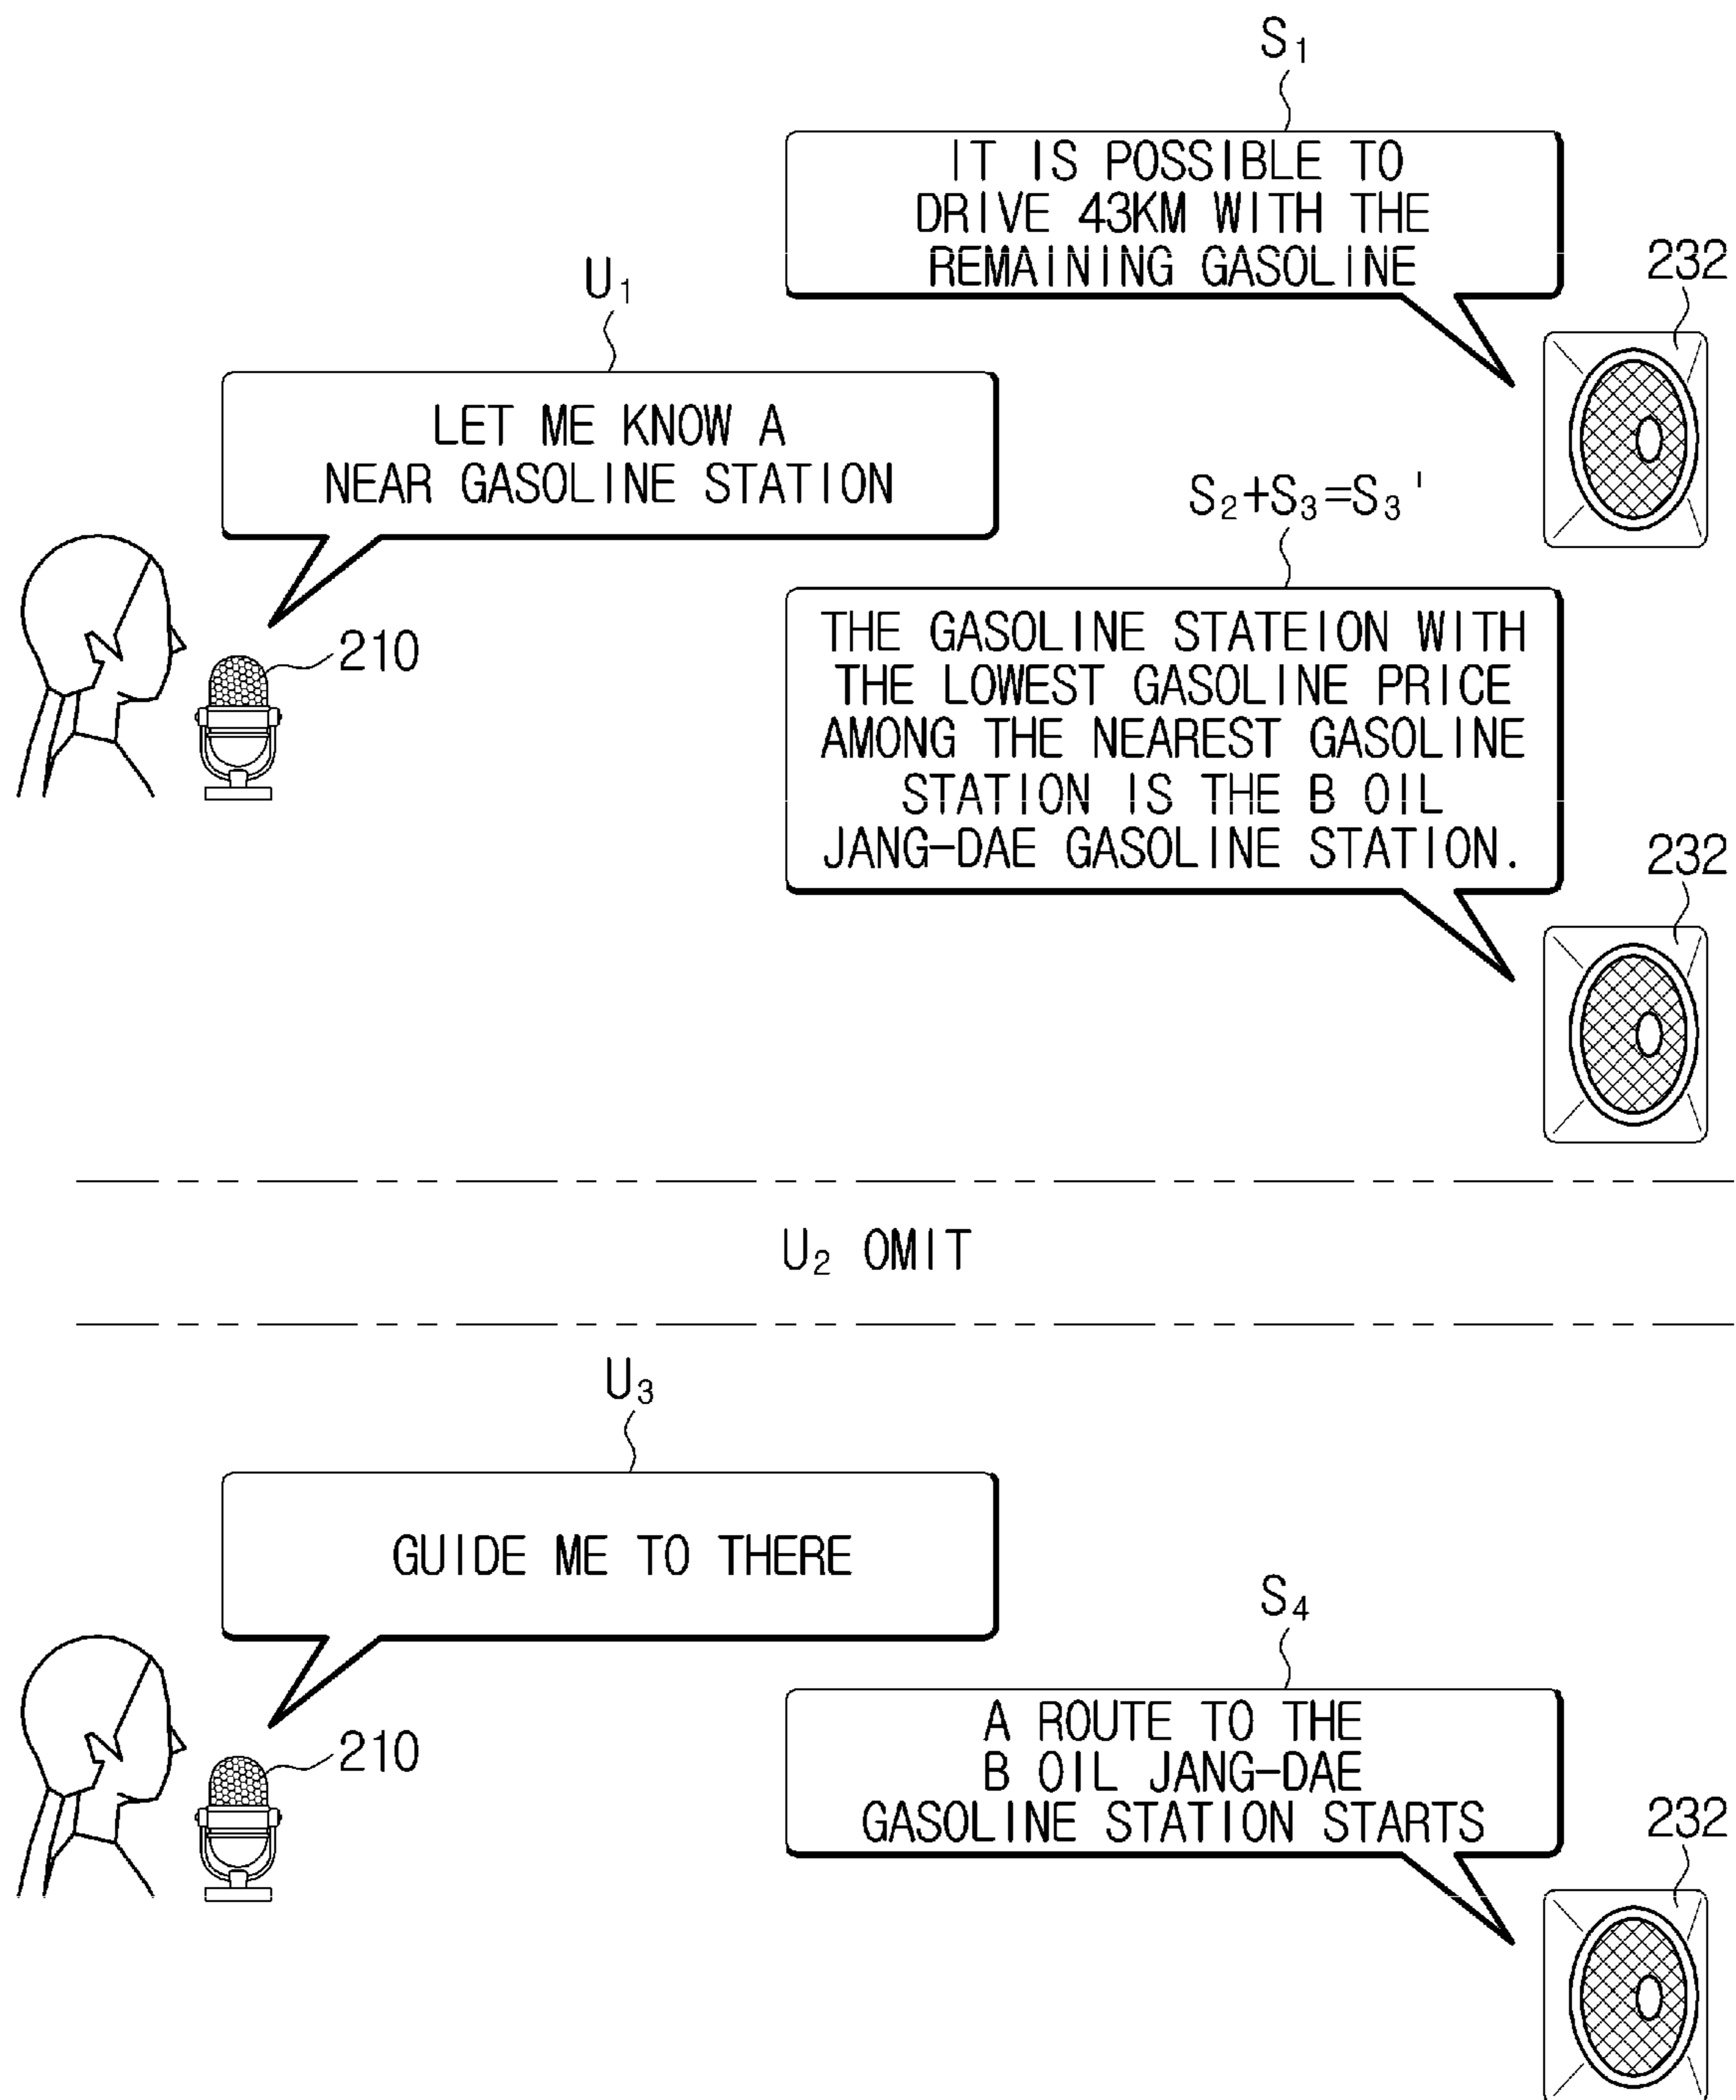 S₁
IT IS POSSIBLE TO
DRIVE 43KM WITH THE
REMAINING GASOLINE
232
U₁
LET ME KNOW A
NEAR GASOLINE STATION
210
S₂+S₃=S₃'
THE GASOLINE STATEION WITH
THE LOWEST GASOLINE PRICE
AMONG THE NEAREST GASOLINE
STATION IS THE B OIL
JANG-DAE GASOLINE STATION.
232
U₂ OMIT
U₃
GUIDE ME TO THERE
210
S₄
A ROUTE TO THE
B OIL JANG-DAE
GASOLINE STATION STARTS
232